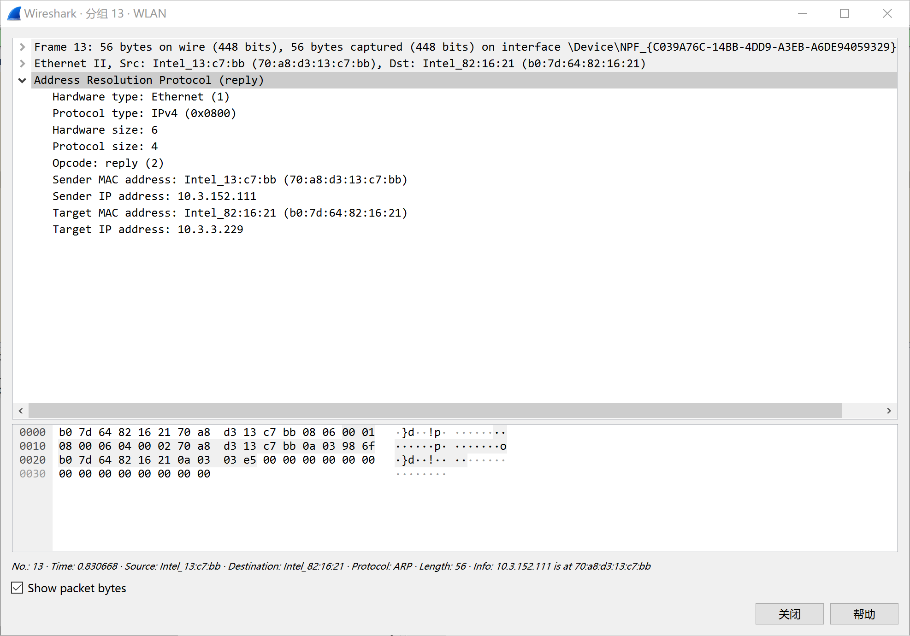 Wireshark · 分组 13 · WLAN
Frame 13: 56 bytes on wire (448 bits), 56 bytes captured (448 bits) on interface \Device\NPF_{C039A76C-14BB-4DD9-A3EB-A6DE94059329}
Ethernet II, Src: Intel_13:c7:bb (70:a8:d3:13:c7:bb), Dst: Intel_82:16:21 (b0:7d:64:82:16:21)
Address Resolution Protocol (reply)
Hardware type: Ethernet (1)
Protocol type: IPv4 (0x0800)
Hardware size: 6
Protocol size: 4
Opcode: reply (2)
Sender MAC address: Intel_13:c7:bb (70:a8:d3:13:c7:bb)
Sender IP address: 10.3.152.111
Target MAC address: Intel_82:16:21 (b0:7d:64:82:16:21)
Target IP address: 10.3.3.229
0000 b0 7d 64 82 16 21 70 a8 d3 13 c7 bb 08 06 00 01 ·}d··!p· ········
0010 08 00 06 04 00 02 70 a8 d3 13 c7 bb 0a 03 98 6f ······p· ·······o
0020 b0 7d 64 82 16 21 0a 03 03 e5 00 00 00 00 00 00 ·}d··!·· ········
0030 00 00 00 00 00 00 00 00 ········
No.: 13 · Time: 0.830668 · Source: Intel_13:c7:bb · Destination: Intel_82:16:21 · Protocol: ARP · Length: 56 · Info: 10.3.152.111 is at 70:a8:d3:13:c7:bb
Show packet bytes
关闭 帮助